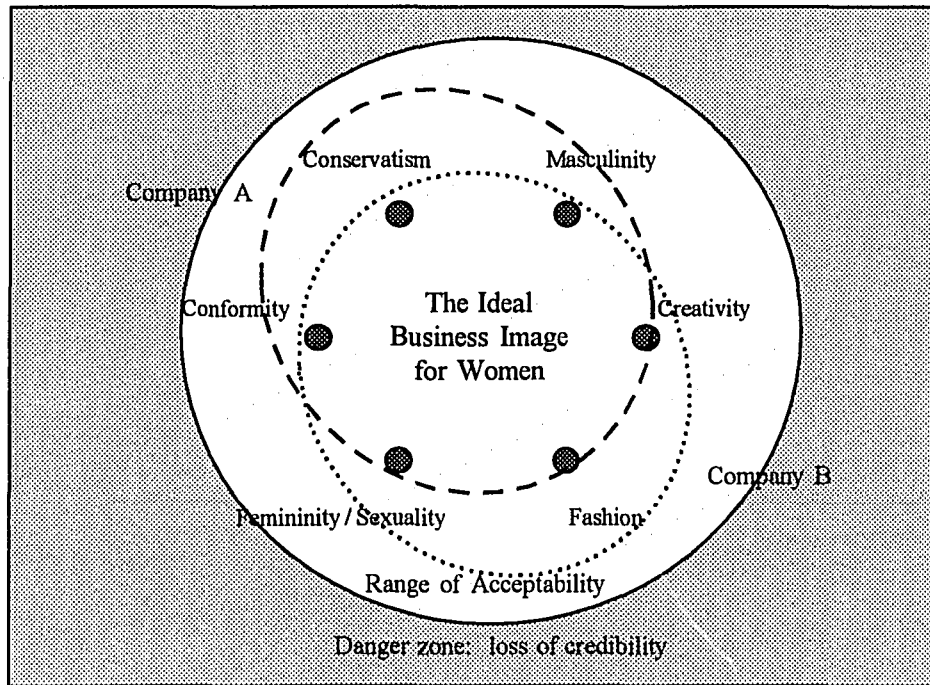 Conservatism
Masculinity
Company A
Conformity
The Ideal
Business Image
for Women
Creativity
Company B
Femininity / Sexuality
Fashion
Range of Acceptability
Danger zone: loss of credibility